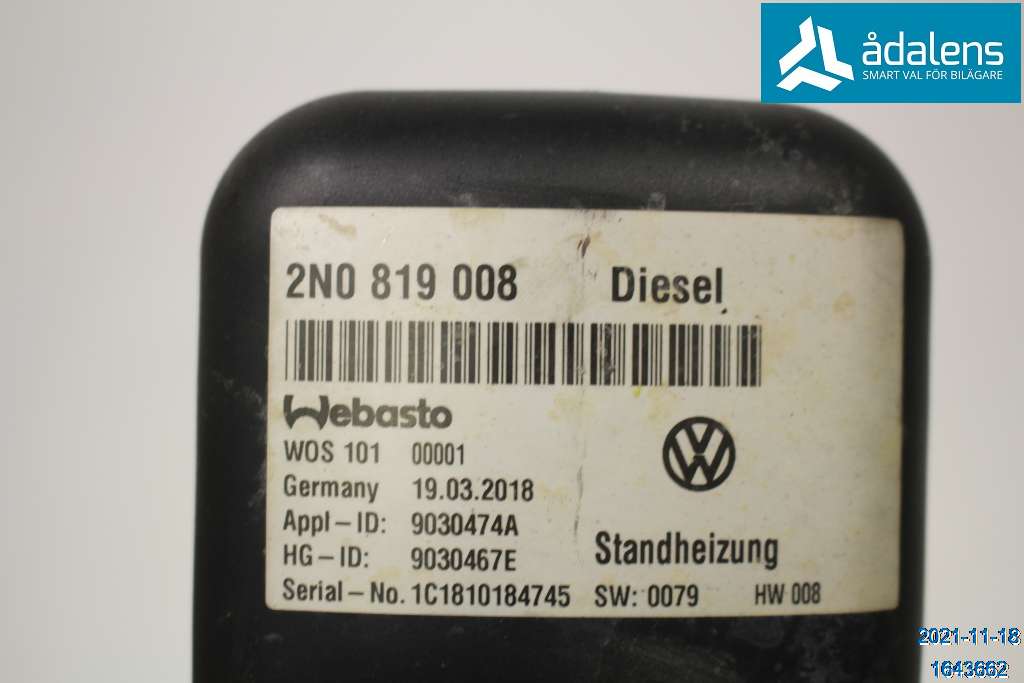 ådalens
SMART VAL FÖR BILÄGARE
2N0 819 008 Diesel
Webasto
WOS 101 00001
Germany 19.03.2018
Appl-ID: 9030474A
HG-ID: 9030467E
Standheizung
Serial-No. 1C1810184745 SW: 0079 HW 008
2021-11-18
1643662